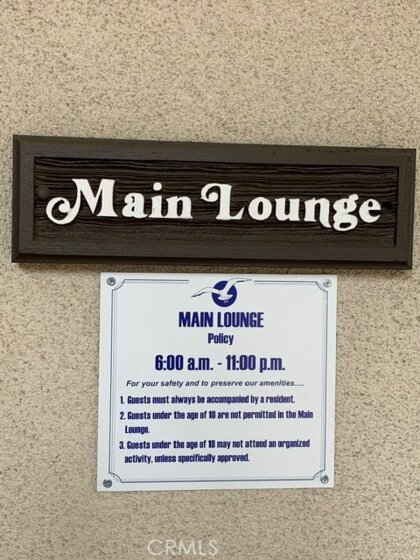 Main Lounge
MAIN LOUNGE
Policy
6:00 a.m. - 11:00 p.m.
For your safety and to preserve our amenities....
1. Guests must always be accompanied by a resident.
2. Guests under the age of 18 are not permitted in the Main
Lounge.
3. Guests under the age of 18 may not attend an organized
activity, unless specifically approved.
CRMLS